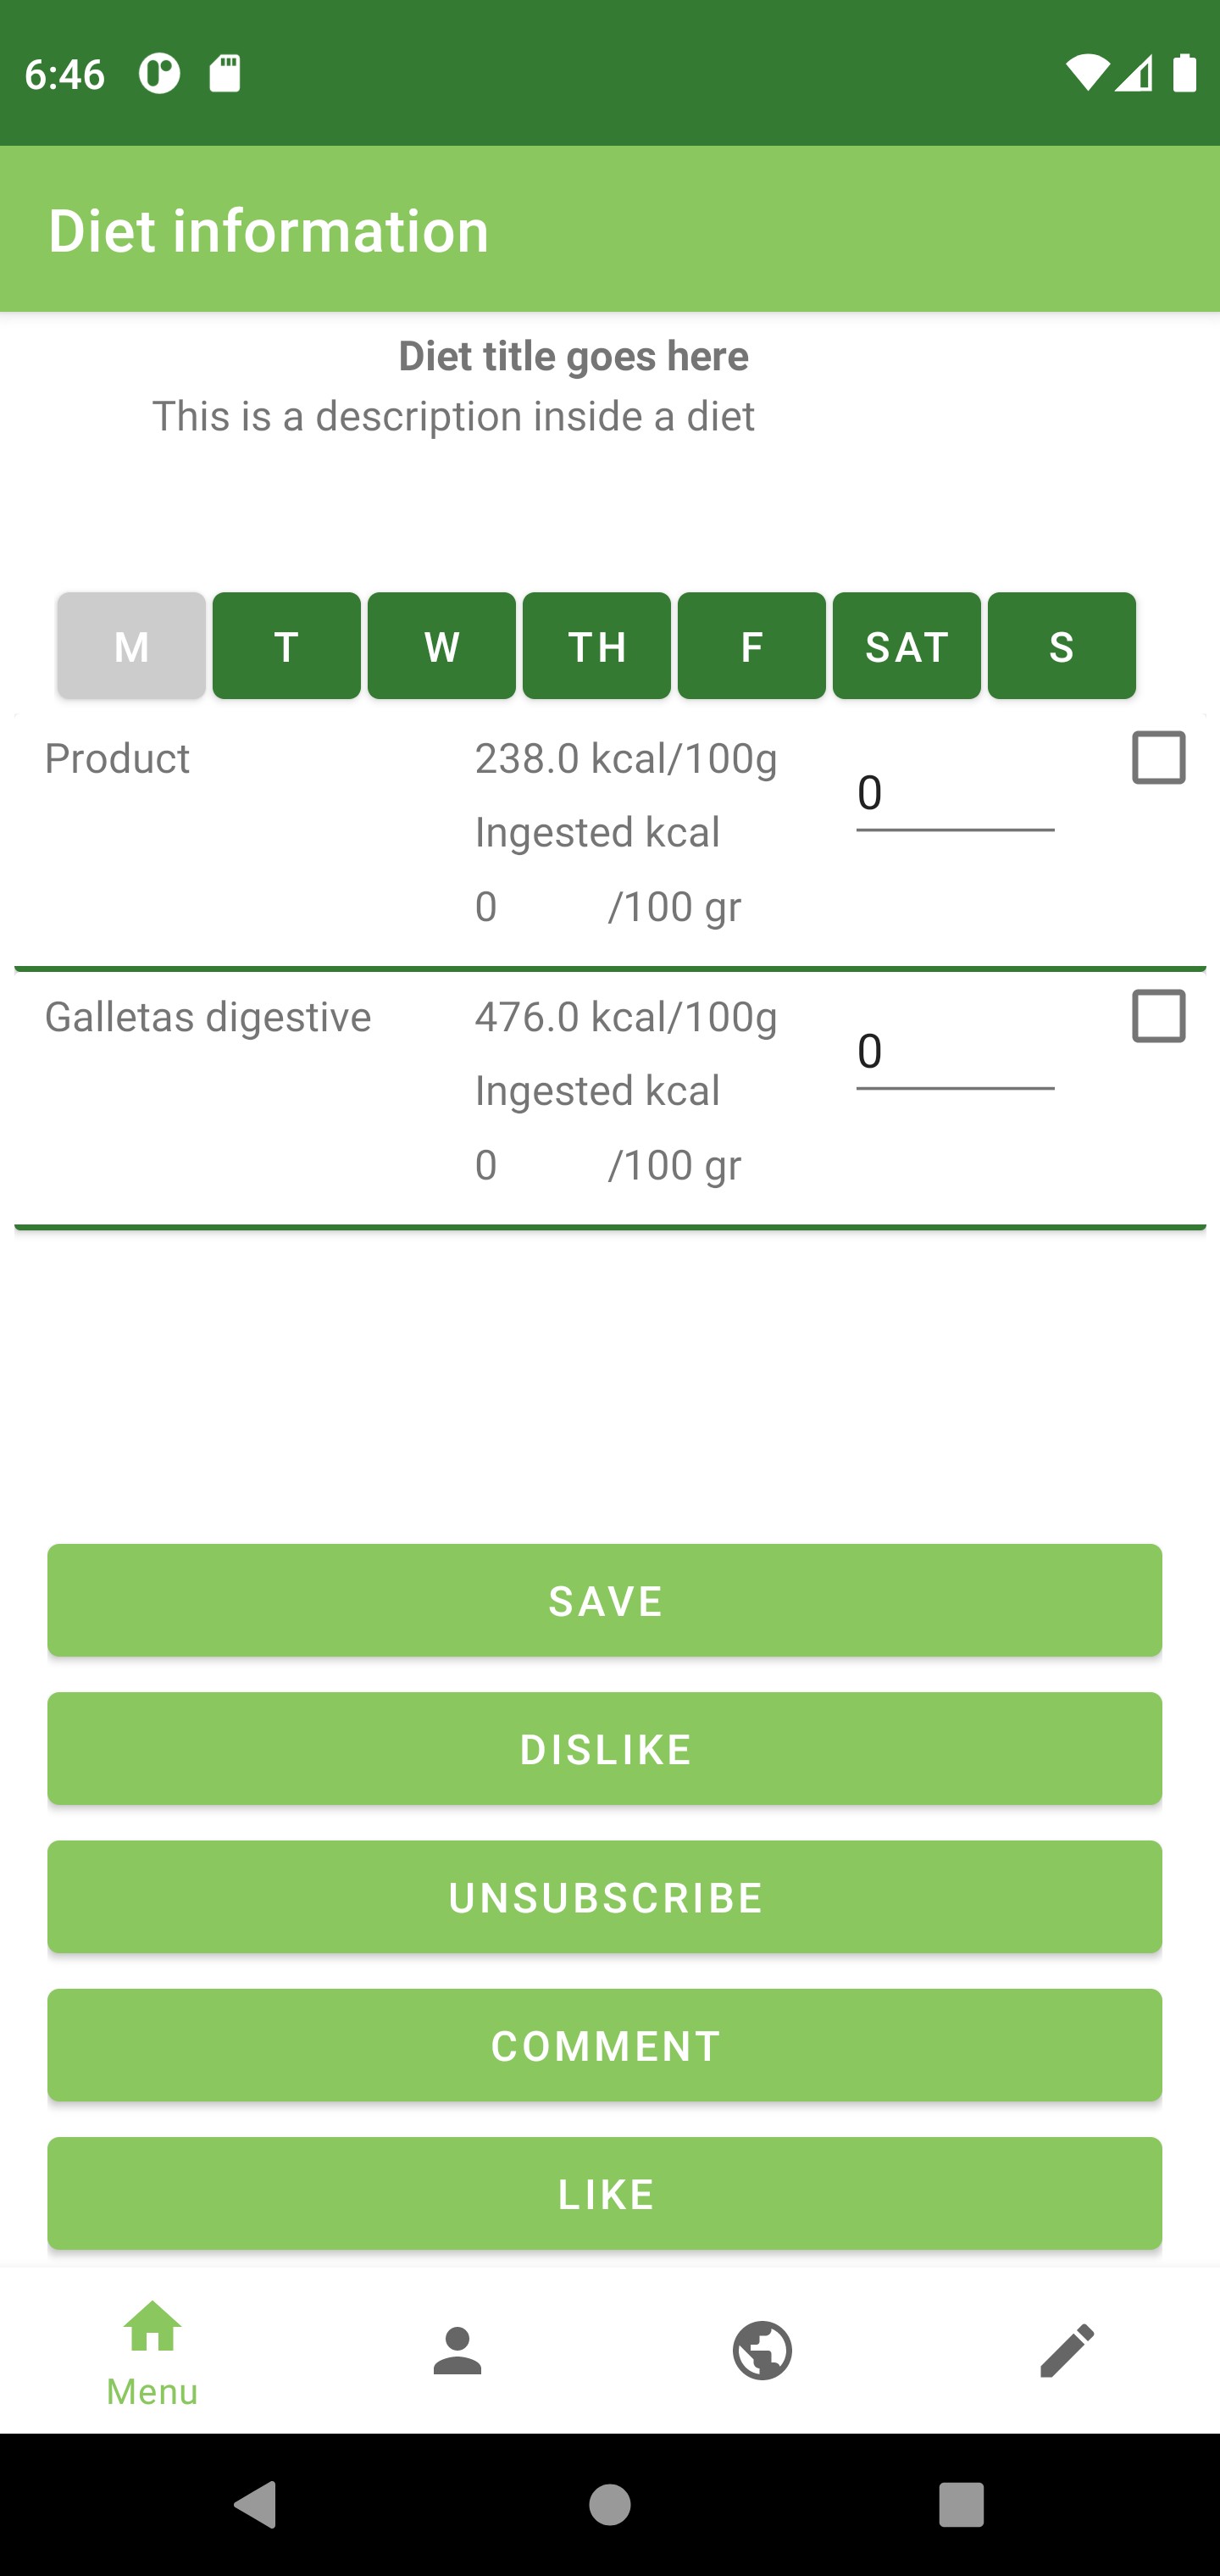 6:46
Diet information
Diet title goes here
This is a description inside a diet
M T W TH F SAT S
Product 238.0 kcal/100g 0
Ingested kcal
0 /100 gr
Galletas digestive 476.0 kcal/100g 0
Ingested kcal
0 /100 gr
SAVE
DISLIKE
UNSUBSCRIBE
COMMENT
LIKE
Menu